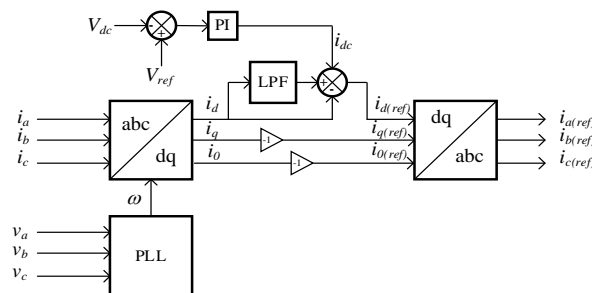 V_dc
-
+
PI
V_ref
i_dc
LPF
+
-
i_a
i_b
i_c
abc
dq
i_d
i_q
i_0
-1
-1
i_d(ref)
i_q(ref)
i_0(ref)
dq
abc
i_a(ref)
i_b(ref)
i_c(ref)
ω
v_a
v_b
v_c
PLL